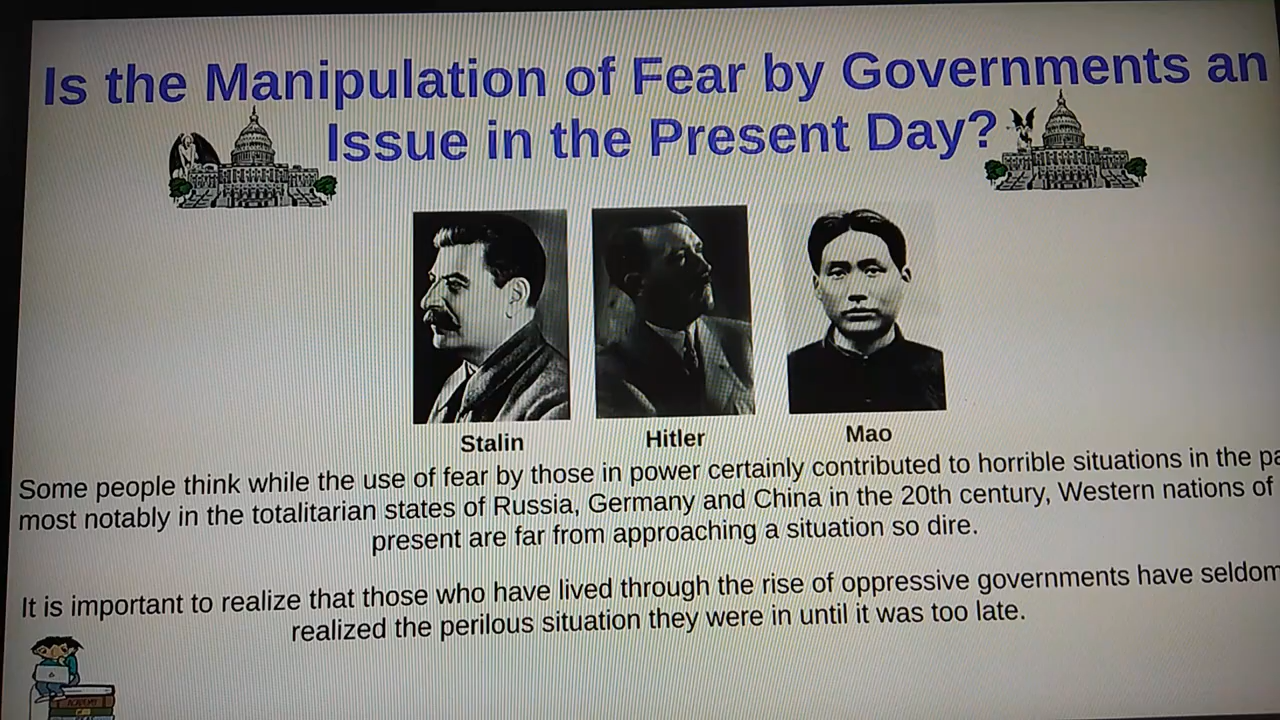 Is the Manipulation of Fear by Governments an
Issue in the Present Day?
Stalin
Hitler
Mao
Some people think while the use of fear by those in power certainly contributed to horrible situations in the pa
most notably in the totalitarian states of Russia, Germany and China in the 20th century, Western nations of
present are far from approaching a situation so dire.
It is important to realize that those who have lived through the rise of oppressive governments have seldom
realized the perilous situation they were in until it was too late.
ACADEMY